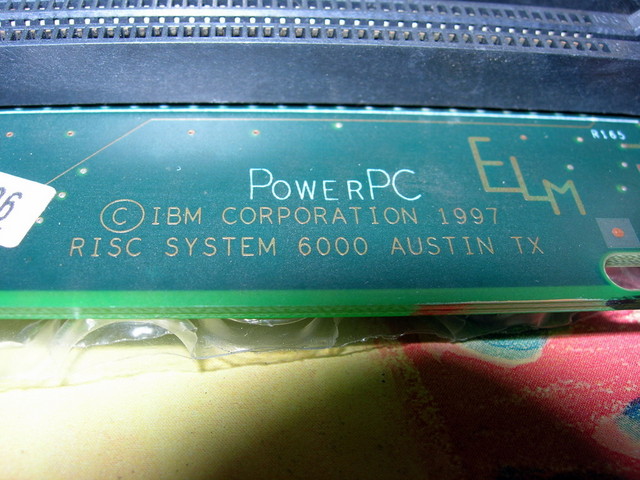 R165
ELM
POWERPC
©IBM CORPORATION 1997
RISC SYSTEM 6000 AUSTIN TX